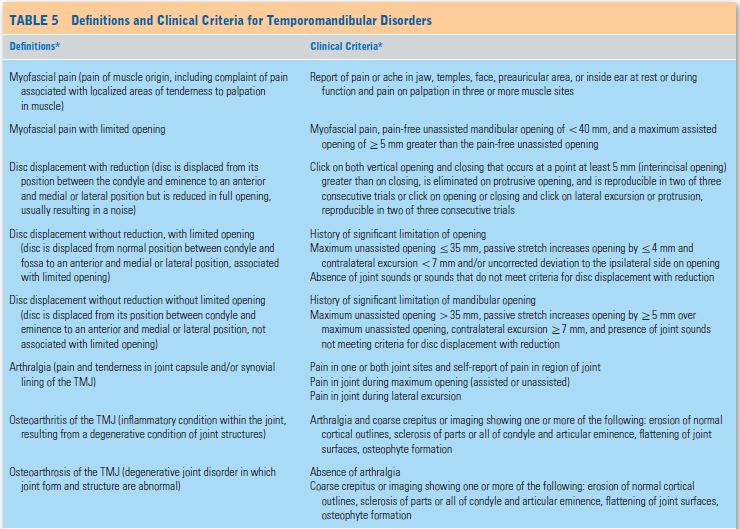 TABLE 5 Definitions and Clinical Criteria for Temporomandibular Disorders
Definitions* Clinical Criteria*
Myofascial pain (pain of muscle origin, including complaint of pain
associated with localized areas of tenderness to palpation
in muscle)
Report of pain or ache in jaw, temples, face, preauricular area, or inside ear at rest or during
function and pain on palpation in three or more muscle sites
Myofascial pain with limited opening
Myofascial pain, pain-free unassisted mandibular opening of <40 mm, and a maximum assisted
opening of ≥5 mm greater than the pain-free unassisted opening
Disc displacement with reduction (disc is displaced from its
position between the condyle and eminence to an anterior
and medial or lateral position but is reduced in full opening,
usually resulting in a noise)
Click on both vertical opening and closing that occurs at a point at least 5 mm (interincisal opening)
greater than on closing, is eliminated on protrusive opening, and is reproducible in two of three
consecutive trials or click on opening or closing and click on lateral excursion or protrusion,
reproducible in two of three consecutive trials
Disc displacement without reduction, with limited opening
(disc is displaced from normal position between condyle and
fossa to an anterior and medial or lateral position, associated
with limited opening)
History of significant limitation of opening
Maximum unassisted opening ≤35 mm, passive stretch increases opening by ≤4 mm and
contralateral excursion <7 mm and/or uncorrected deviation to the ipsilateral side on opening
Absence of joint sounds or sounds that do not meet criteria for disc displacement with reduction
Disc displacement without reduction without limited opening
(disc is displaced from its position between condyle and
eminence to an anterior and medial or lateral position, not
associated with limited opening)
History of significant limitation of mandibular opening
Maximum unassisted opening >35 mm, passive stretch increases opening by ≥5 mm over
maximum unassisted opening, contralateral excursion ≥7 mm, and presence of joint sounds
not meeting criteria for disc displacement with reduction
Arthralgia (pain and tenderness in joint capsule and/or synovial
lining of the TMJ)
Pain in one or both joint sites and self-report of pain in region of joint
Pain in joint during maximum opening (assisted or unassisted)
Pain in joint during lateral excursion
Osteoarthritis of the TMJ (inflammatory condition within the joint,
resulting from a degenerative condition of joint structures)
Arthralgia and coarse crepitus or imaging showing one or more of the following: erosion of normal
cortical outlines, sclerosis of parts or all of condyle and articular eminence, flattening of joint
surfaces, osteophyte formation
Osteoarthrosis of the TMJ (degenerative joint disorder in which
joint form and structure are abnormal)
Absence of arthralgia
Coarse crepitus or imaging showing one or more of the following: erosion of normal cortical
outlines, sclerosis of parts or all of condyle and articular eminence, flattening of joint surfaces,
osteophyte formation